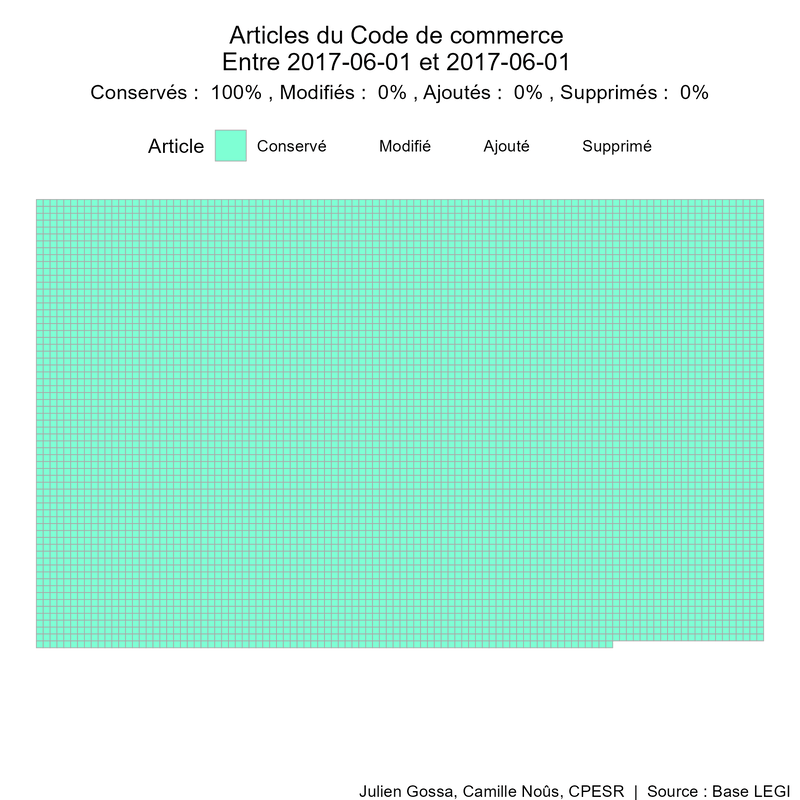 Articles du Code de commerce
Entre 2017-06-01 et 2017-06-01
Conservés : 100% , Modifiés : 0% , Ajoutés : 0% , Supprimés : 0%
Article Conservé Modifié Ajouté Supprimé
Julien Gossa, Camille Noûs, CPESR | Source : Base LEGI